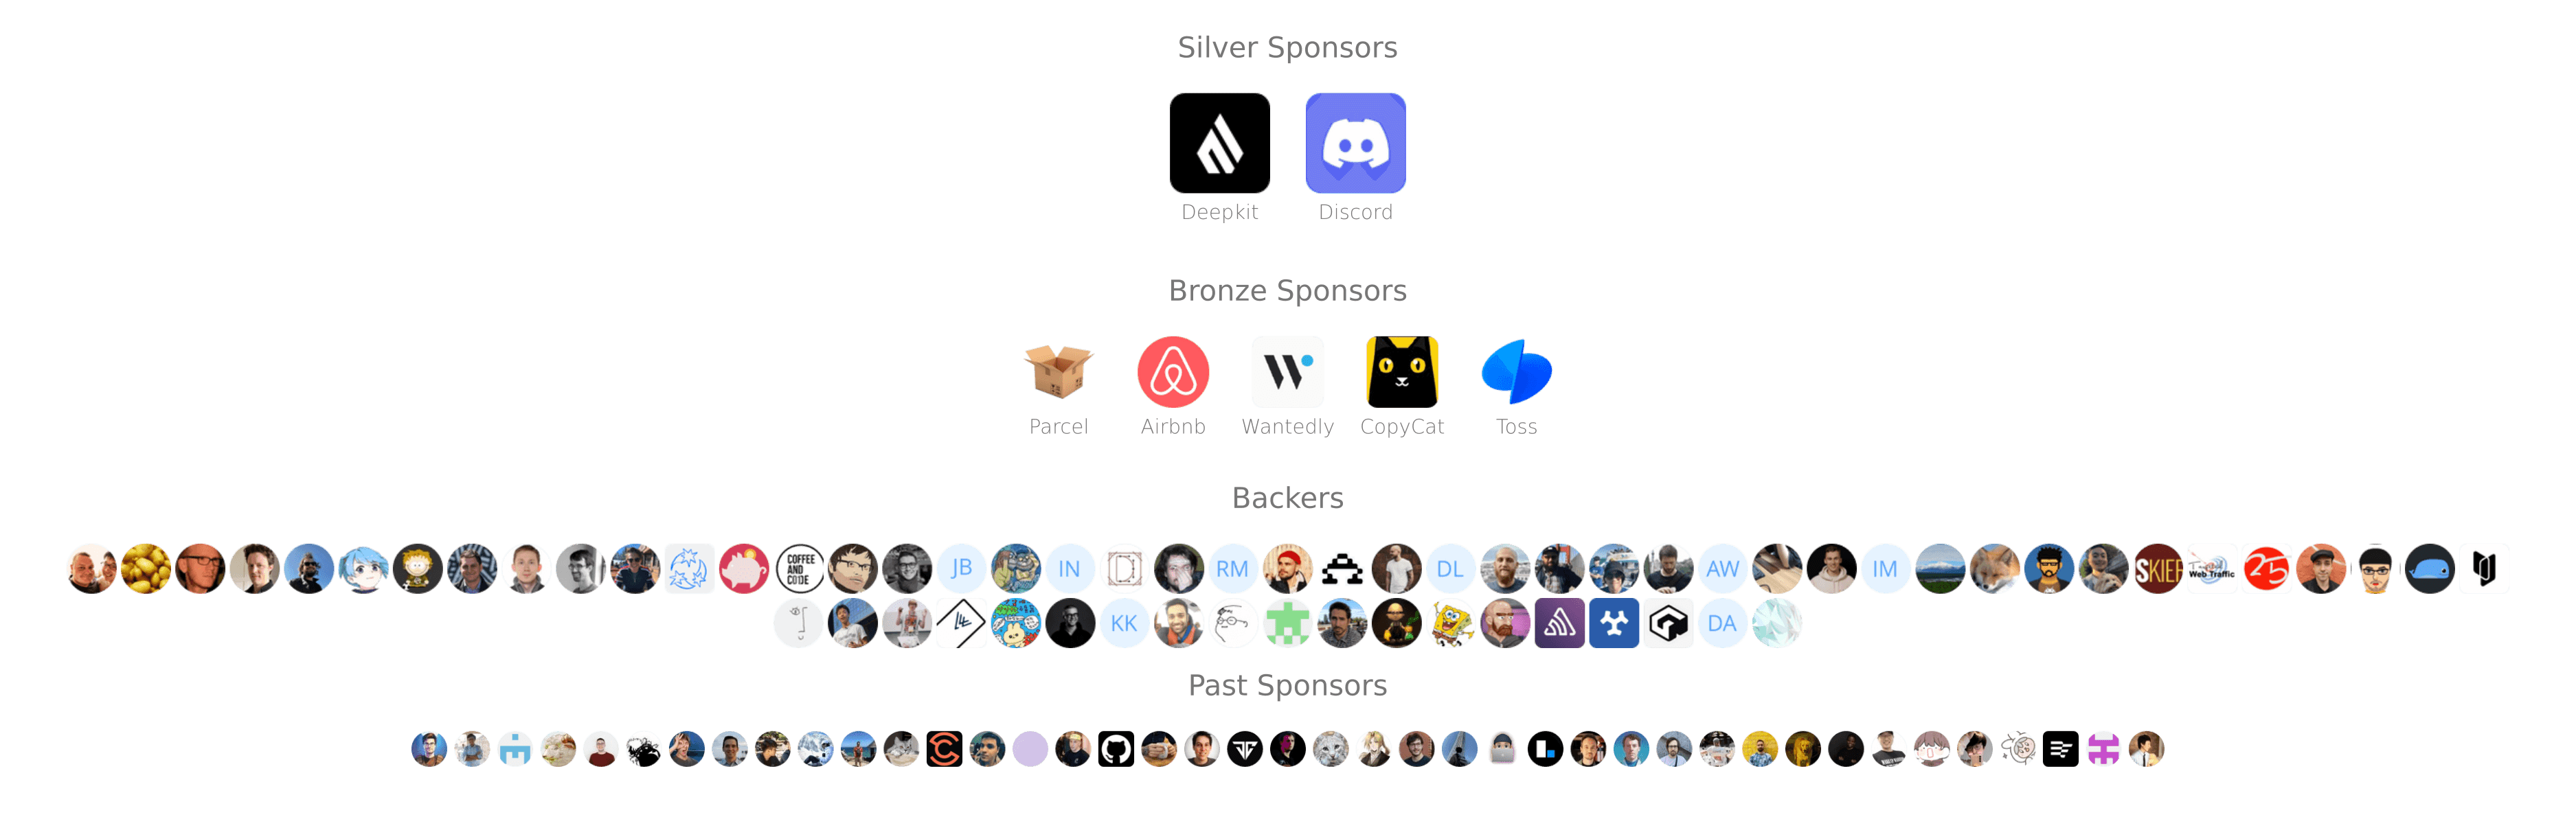 Silver Sponsors
Deepkit Discord
Bronze Sponsors
Parcel Airbnb Wantedly CopyCat Toss
Backers
COFFEE AND CODE JB IN RM DL AW IM SKIEF Web Traffic 25
KK DA
Past Sponsors